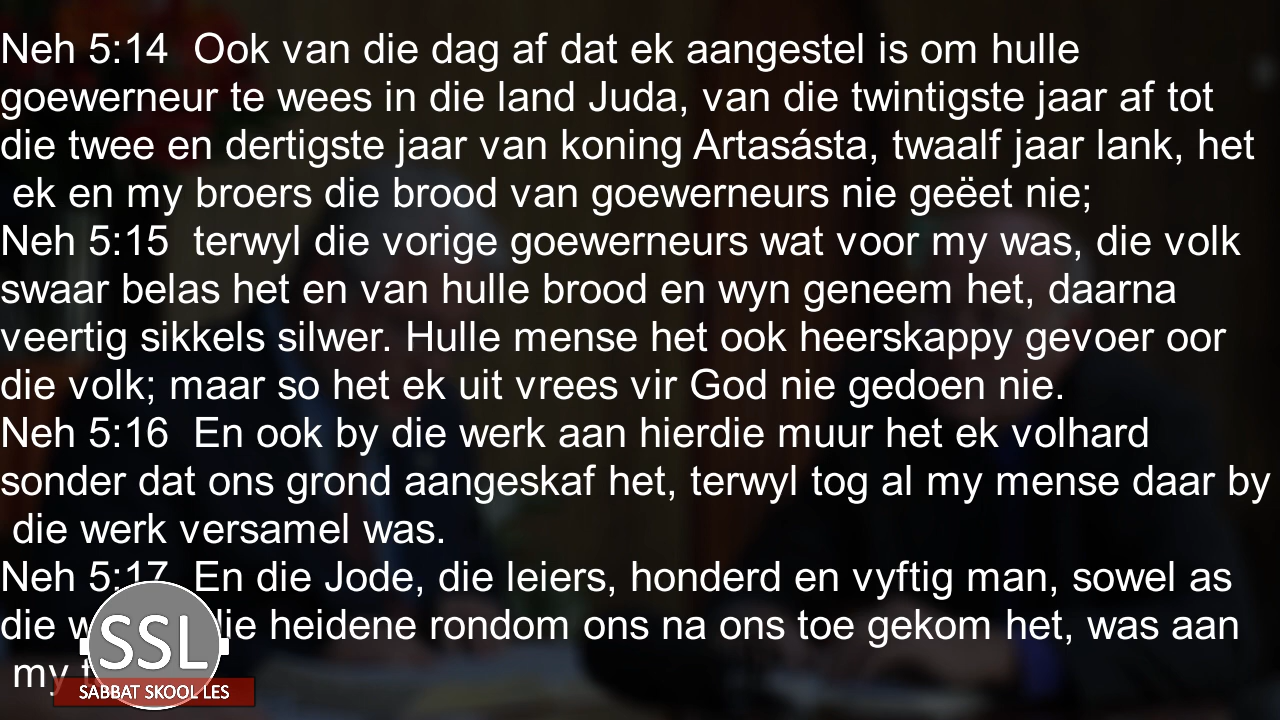 Neh 5:14  Ook van die dag af dat ek aangestel is om hulle
goewerneur te wees in die land Juda, van die twintigste jaar af tot
die twee en dertigste jaar van koning Artasásta, twaalf jaar lank, het
ek en my broers die brood van goewerneurs nie geëet nie;
Neh 5:15  terwyl die vorige goewerneurs wat voor my was, die volk
swaar belas het en van hulle brood en wyn geneem het, daarna
veertig sikkels silwer. Hulle mense het ook heerskappy gevoer oor
die volk; maar so het ek uit vrees vir God nie gedoen nie.
Neh 5:16  En ook by die werk aan hierdie muur het ek volhard
sonder dat ons grond aangeskaf het, terwyl tog al my mense daar by
die werk versamel was.
Neh 5:17  En die Jode, die leiers, honderd en vyftig man, sowel as
die die heidene rondom ons na ons toe gekom het, was aan
my
SSL
SABBAT SKOOL LES